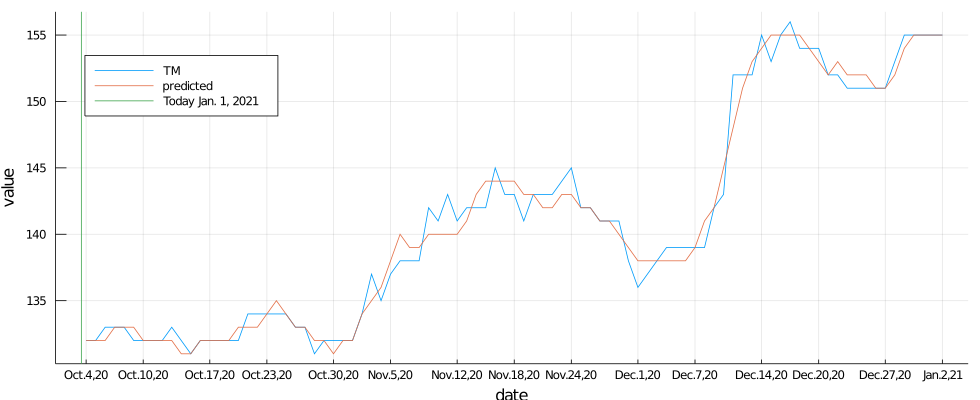 155
150
145
140
135
value
TM
predicted
Today Jan. 1, 2021
Oct.4,20 Oct.10,20 Oct.17,20 Oct.23,20 Oct.30,20 Nov.5,20 Nov.12,20 Nov.18,20 Nov.24,20 Dec.1,20 Dec.7,20 Dec.14,20 Dec.20,20 Dec.27,20 Jan.2,21
date